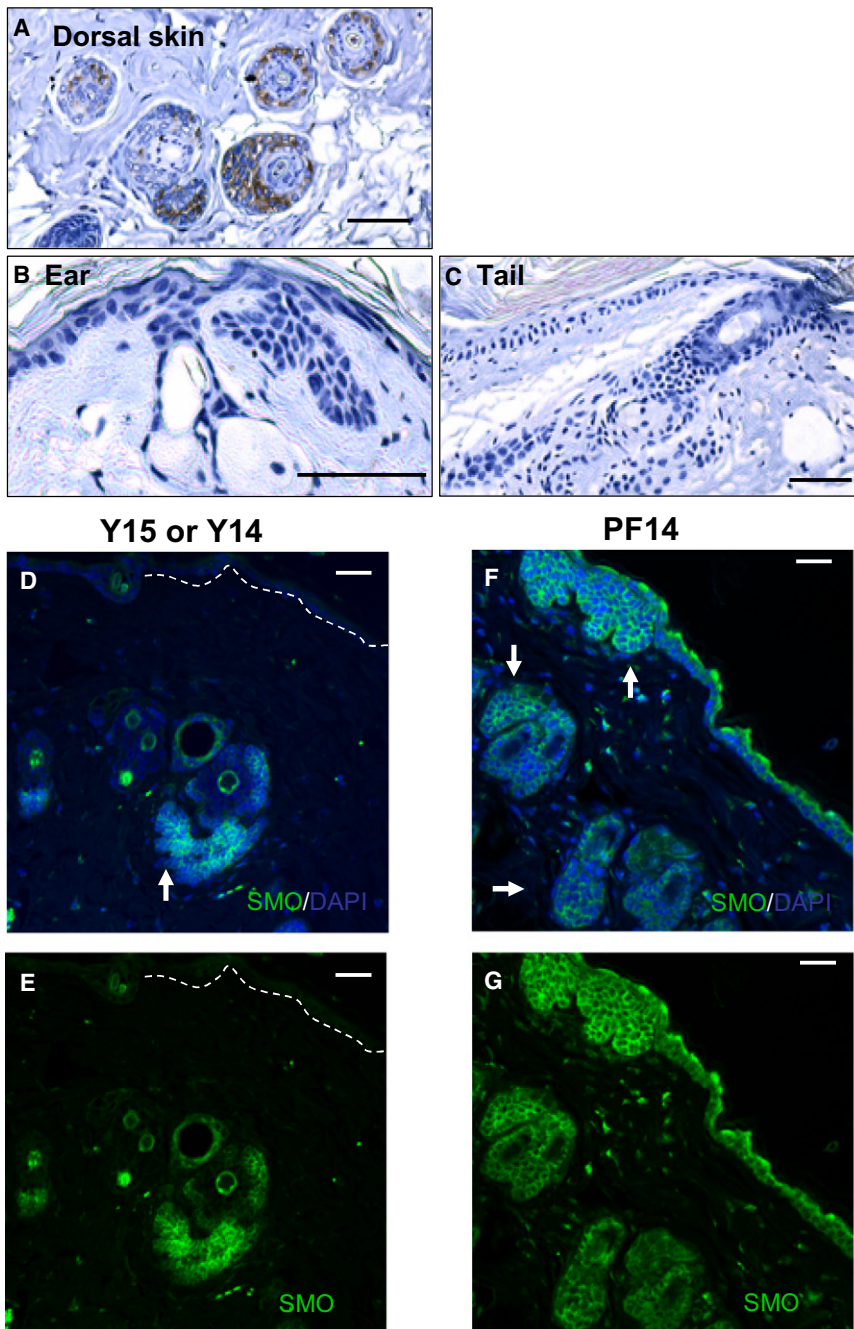 A Dorsal skin
B Ear
C Tail
Y15 or Y14
PF14
D
SMO/DAPI
F
SMO/DAPI
E
SMO
G
SMO